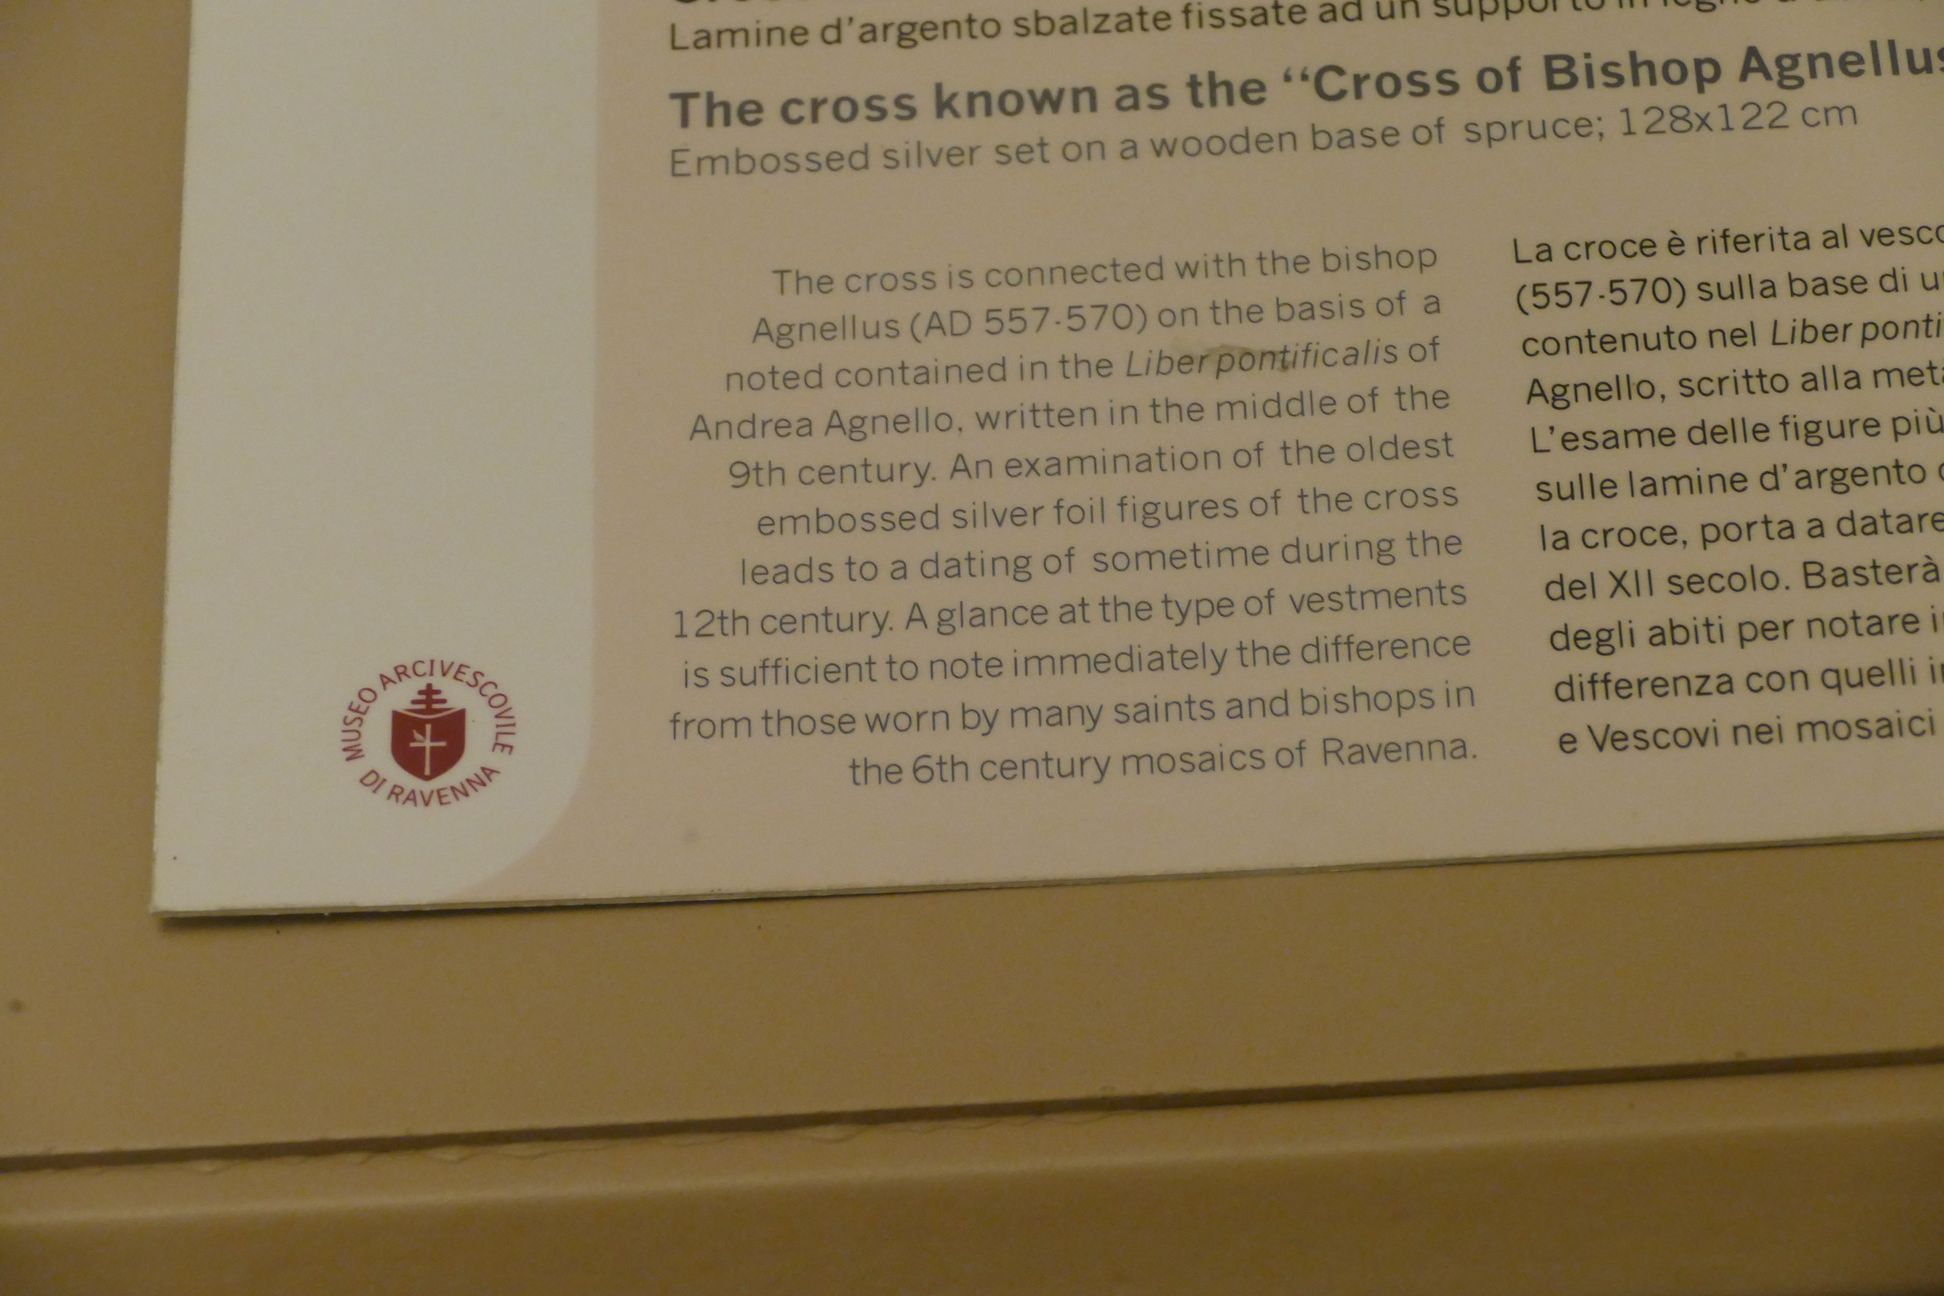 Lamine d'argento sbalzate fissate ad un supporto in legno
The cross known as the “Cross of Bishop Agnellus
Embossed silver set on a wooden base of spruce; 128x122 cm
The cross is connected with the bishop
Agnellus (AD 557-570) on the basis of a
noted contained in the Liber pontificalis of
Andrea Agnello, written in the middle of the
9th century. An examination of the oldest
embossed silver foil figures of the cross
leads to a dating of sometime during the
12th century. A glance at the type of vestments
is sufficient to note immediately the difference
from those worn by many saints and bishops in
the 6th century mosaics of Ravenna.
La croce è riferita al vesco
(557-570) sulla base di
contenuto nel Liber ponti
Agnello, scritto alla metà
L'esame delle figure più
sulle lamine d'argento
la croce, porta a datare
del XII secolo. Basterà
degli abiti per notare
differenza con quelli
e Vescovi nei mosaici
MUSEO ARCIVESCOVILE
DI RAVENNA